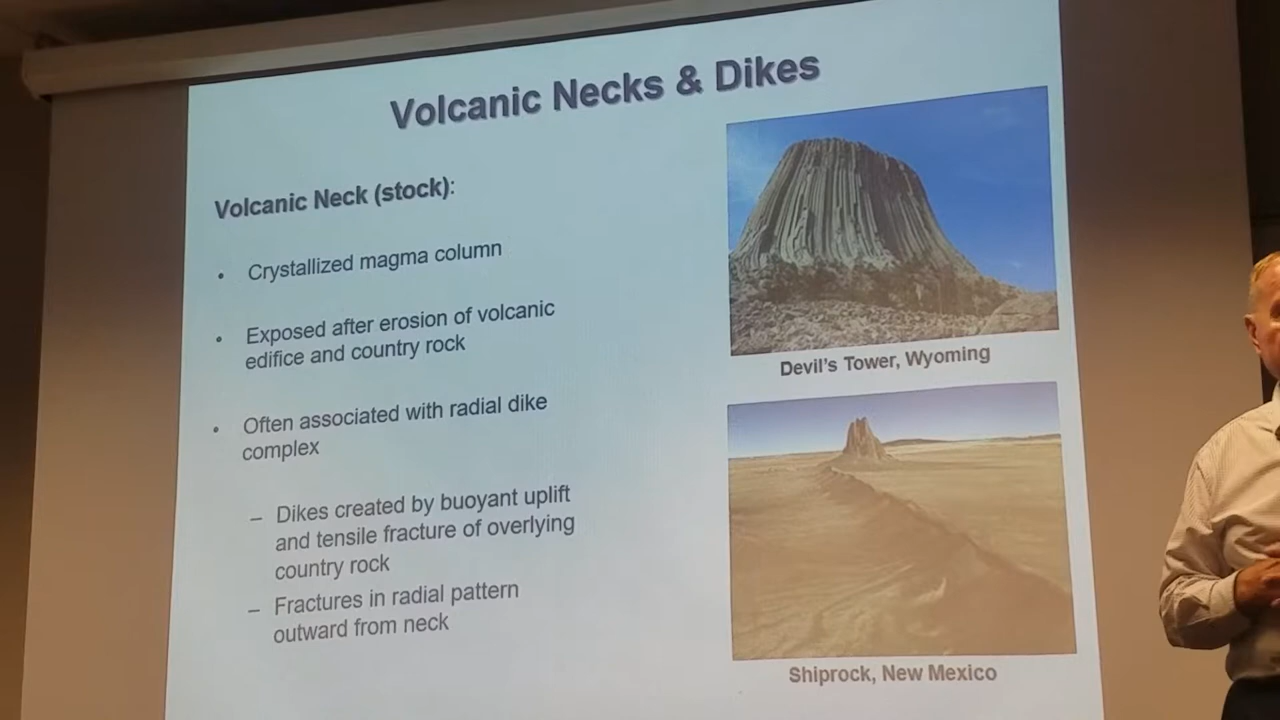 Volcanic Necks & Dikes
Volcanic Neck (stock):
• Crystallized magma column
• Exposed after erosion of volcanic
edifice and country rock
• Often associated with radial dike
complex
– Dikes created by buoyant uplift
and tensile fracture of overlying
country rock
– Fractures in radial pattern
outward from neck
Devil's Tower, Wyoming
Shiprock, New Mexico